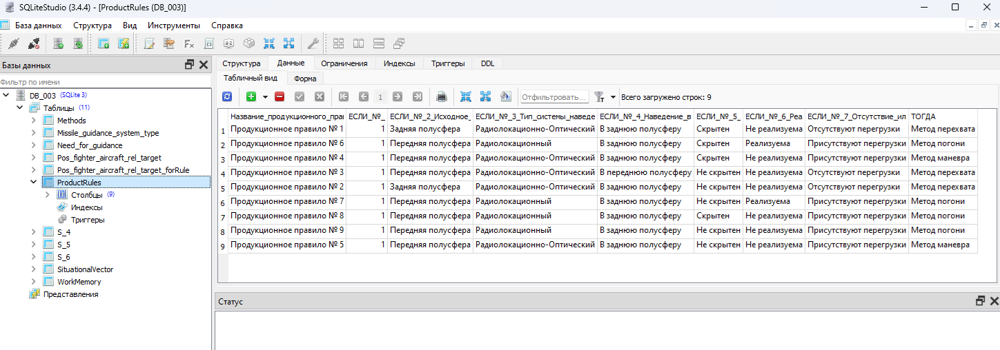 SQLiteStudio (3.4.4) - [ProductRules (DB_003)]
База данных Структура Вид Инструменты Справка
Базы данных
Фильтр по имени
DB_003 (SQLite 3)
Таблицы (11)
Methods
Missile_guidance_system_type
Need_for_guidance
Pos_fighter_aircraft_rel_target
Pos_fighter_aircraft_rel_target_forRule
ProductRules
Столбцы (9)
Индексы
Триггеры
S_4
S_5
S_6
SituationalVector
WorkMemory
Представления
Структура Данные Ограничения Индексы Триггеры DDL
Табличный вид Форма
1 Отфильтровать... Всего загружено строк: 9
Название_продукционного_пра ЕСЛИ_№_ ЕСЛИ_№_2_Исходное_ ЕСЛИ_№_3_Тип_системы_наведе ЕСЛИ_№_4_Наведение_в ЕСЛИ_№_5_ ЕСЛИ_№_6_Реа ЕСЛИ_№_7_Отсутствие_ил ТОГДА
1 Продукционное правило № 1 1 Задняя полусфера Радиолокационно-Оптический В заднюю полусферу Скрытен Не реализуема Отсутствуют перегрузки Метод перехвата
2 Продукционное правило № 6 1 Передняя полусфера Радиолокационный В заднюю полусферу Скрытен Реализуема Присутствуют перегрузки Метод погони
3 Продукционное правило № 4 1 Передняя полусфера Радиолокационно-Оптический В заднюю полусферу Скрытен Не реализуема Присутствуют перегрузки Метод маневра
4 Продукционное правило № 3 1 Передняя полусфера Радиолокационно-Оптический В переднюю полусферу Не скрытен Не реализуема Отсутсвуют перегрузки Метод перехвата
5 Продукционное правило № 2 1 Задняя полусфера Радиолокационно-Оптический В заднюю полусферу Не скрытен Не реализуема Отсутствуют перегрузки Метод перехвата
6 Продукционное правило № 7 1 Передняя полусфера Радиолокационный В заднюю полусферу Не скрытен Реализуема Присутствуют перегрузки Метод погони
7 Продукционное правило № 8 1 Передняя полусфера Радиолокационный В заднюю полусферу Скрытен Не реализуема Присутствуют перегрузки Метод погони
8 Продукционное правило № 9 1 Передняя полусфера Радиолокационный В заднюю полусферу Не скрытен Не реализуема Присутствуют перегрузки Метод погони
9 Продукционное правило № 5 1 Передняя полусфера Радиолокационно-Оптический В заднюю полусферу Не скрытен Не реализуема Присутствуют перегрузки Метод маневра
Статус